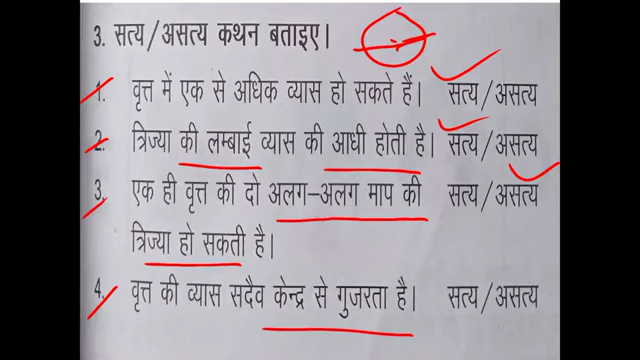 3. सत्य/असत्य कथन बताइए।
1. वृत्त में एक से अधिक व्यास हो सकते हैं। सत्य/असत्य
2. त्रिज्या की लम्बाई व्यास की आधी होती है। सत्य/असत्य
3. एक ही वृत्त की दो अलग-अलग माप की सत्य/असत्य
त्रिज्या हो सकती है।
4. वृत्त की व्यास सदैव केन्द्र से गुजरता है। सत्य/असत्य